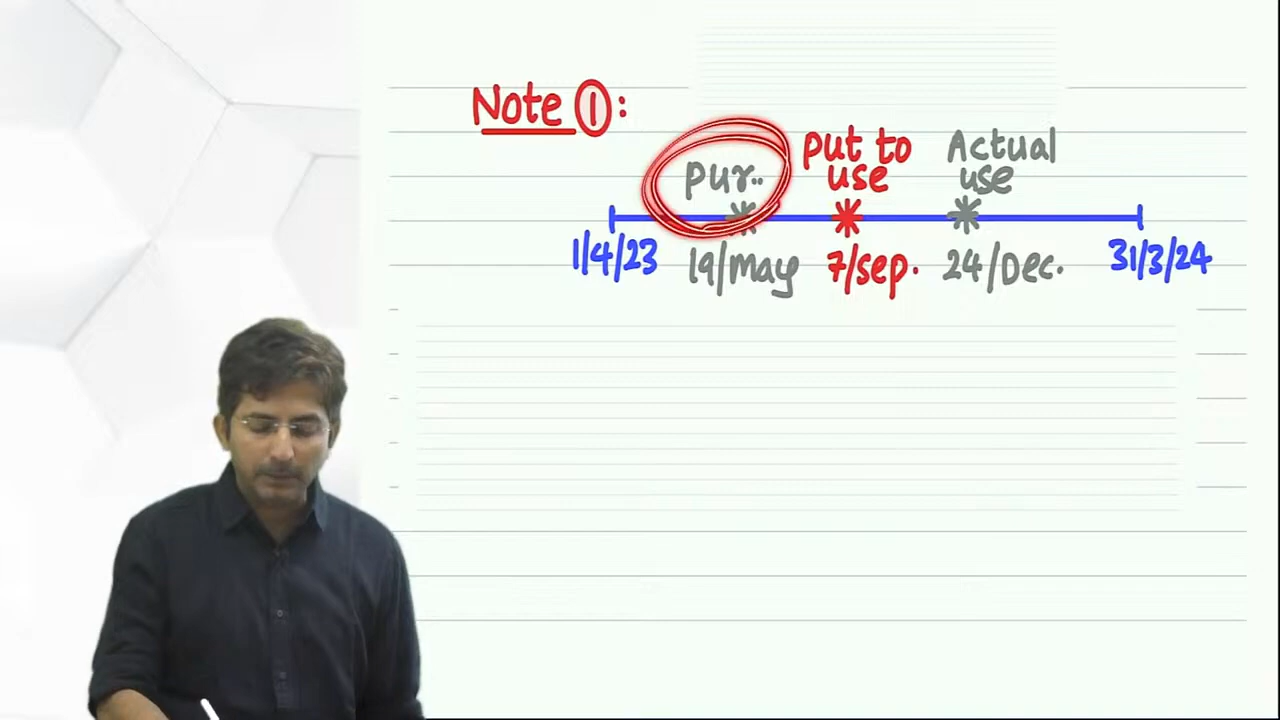 Note ①:
pur..
put to
use
Actual
use
1/4/23
19/may
7/sep.
24/Dec.
31/3/24